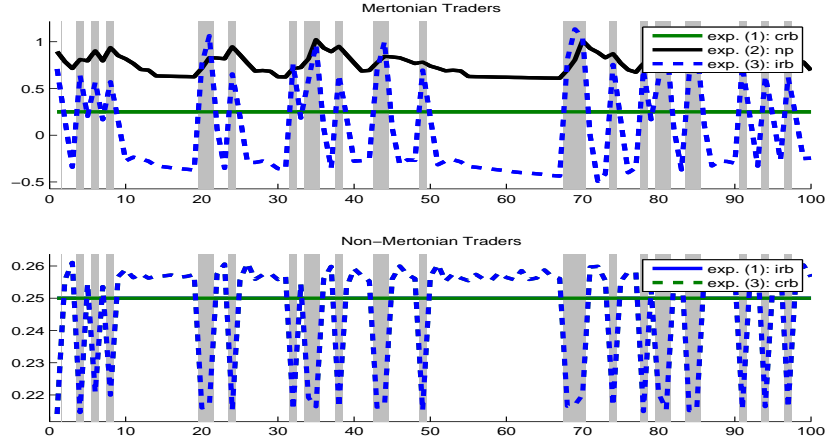 Mertonian Traders
1
0.5
0
−0.5
exp. (1): crb
exp. (2): np
exp. (3): irb
0 10 20 30 40 50 60 70 80 90 100
Non−Mertonian Traders
0.26
0.25
0.24
0.23
0.22
exp. (1): irb
exp. (3): crb
0 10 20 30 40 50 60 70 80 90 100